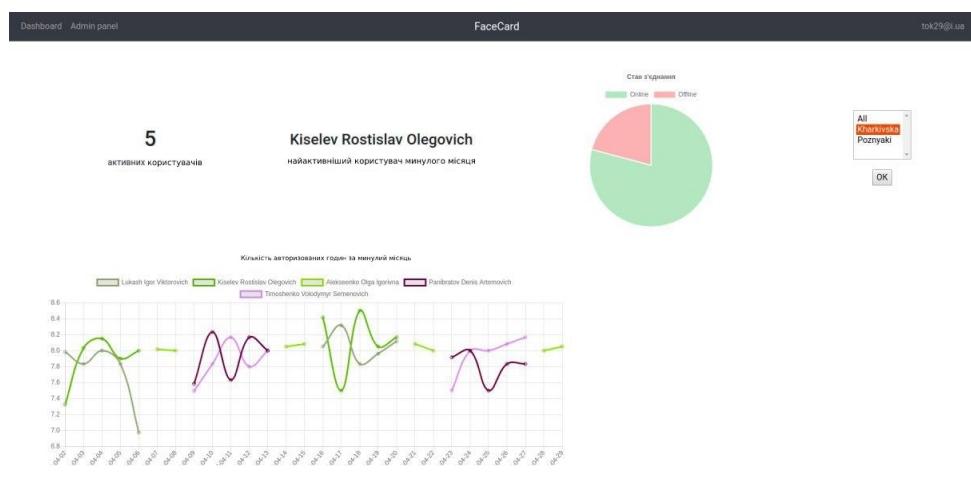 Dashboard Admin panel FaceCard tok29@i.ua
Стан з'єднання
Online Offline
5
активних користувачів
Kiselev Rostislav Olegovich
найактивніший користувач минулого місяця
All
Kharkivska
Poznyaki
OK
Кількість авторизованих годин за минулий місяць
Lukash Igor Viktorovich Kiselev Rostislav Olegovich Alekseenko Olga Igorivna Panibratov Denis Artemovich
Timoshenko Volodymyr Semenovich
8.6
8.4
8.2
8.0
7.8
7.6
7.4
7.2
7.0
6.8
04-02 04-03 04-04 04-05 04-06 04-07 04-08 04-09 04-10 04-11 04-12 04-13 04-14 04-15 04-16 04-17 04-18 04-19 04-20 04-21 04-22 04-23 04-24 04-25 04-26 04-27 04-28 04-29